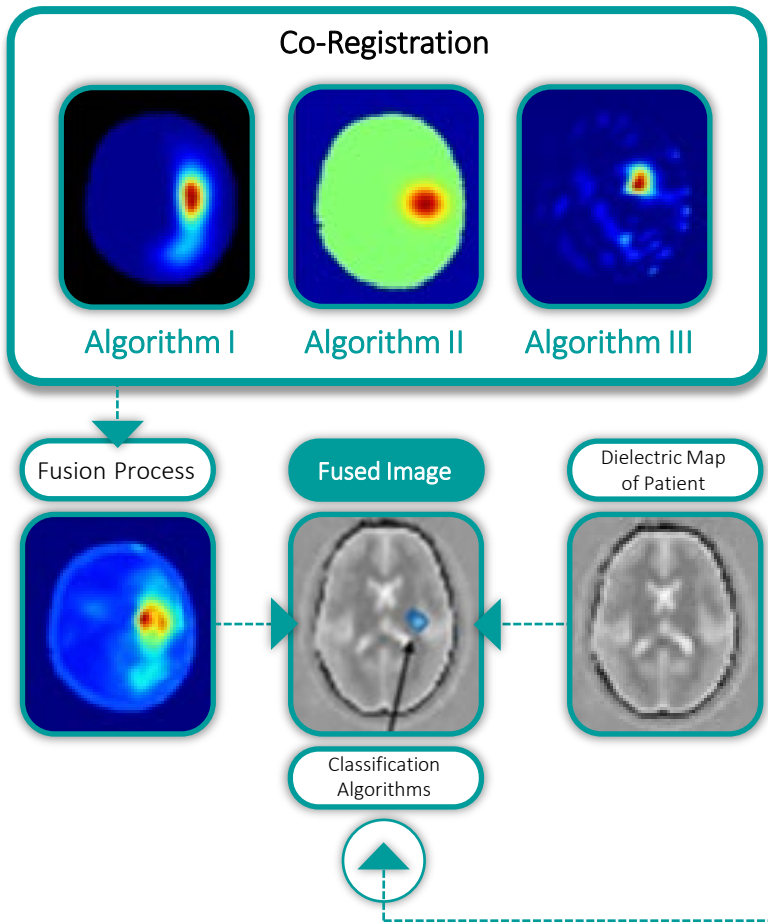 Co-Registration
Algorithm I
Algorithm II
Algorithm III
Fusion Process
Fused Image
Dielectric Map
of Patient
Classification
Algorithms